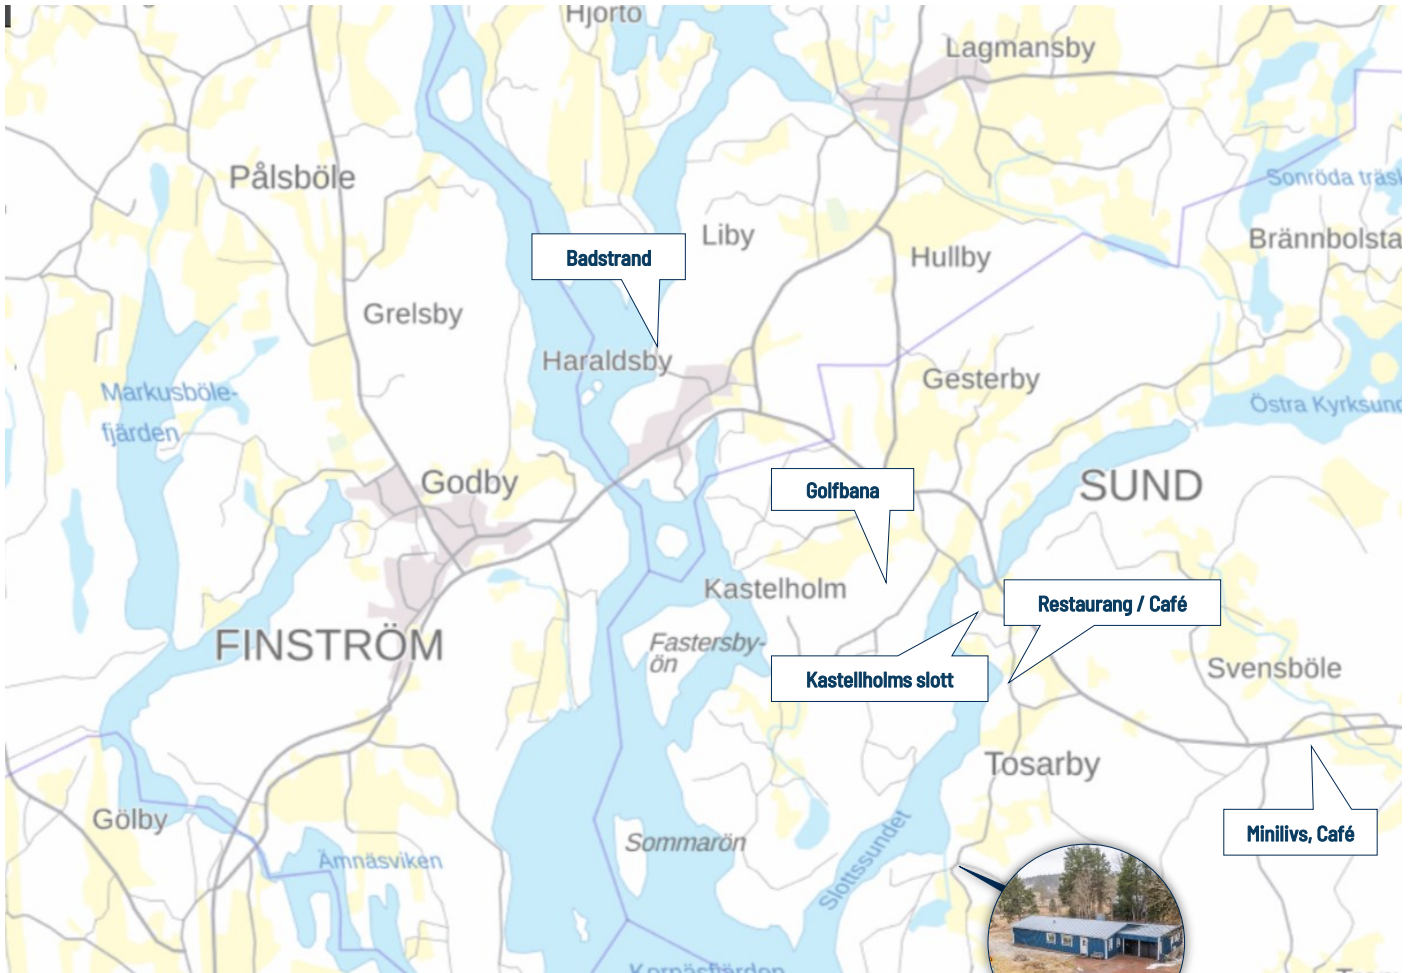 Hjortö
Lagmansby
Pålsböle
Sonröda träsk
Liby
Brännbolsta
Badstrand
Hullby
Grelsby
Haraldsby
Gesterby
Markusböle-
fjärden
Östra Kyrksund
Godby
SUND
Golfbana
Kastelholm
Restaurang / Café
FINSTRÖM
Fastersby-
ön
Svensböle
Kastellholms slott
Tosarby
Gölby
Minilivs, Café
Sommarön
Ämnäsviken
Slottssundet